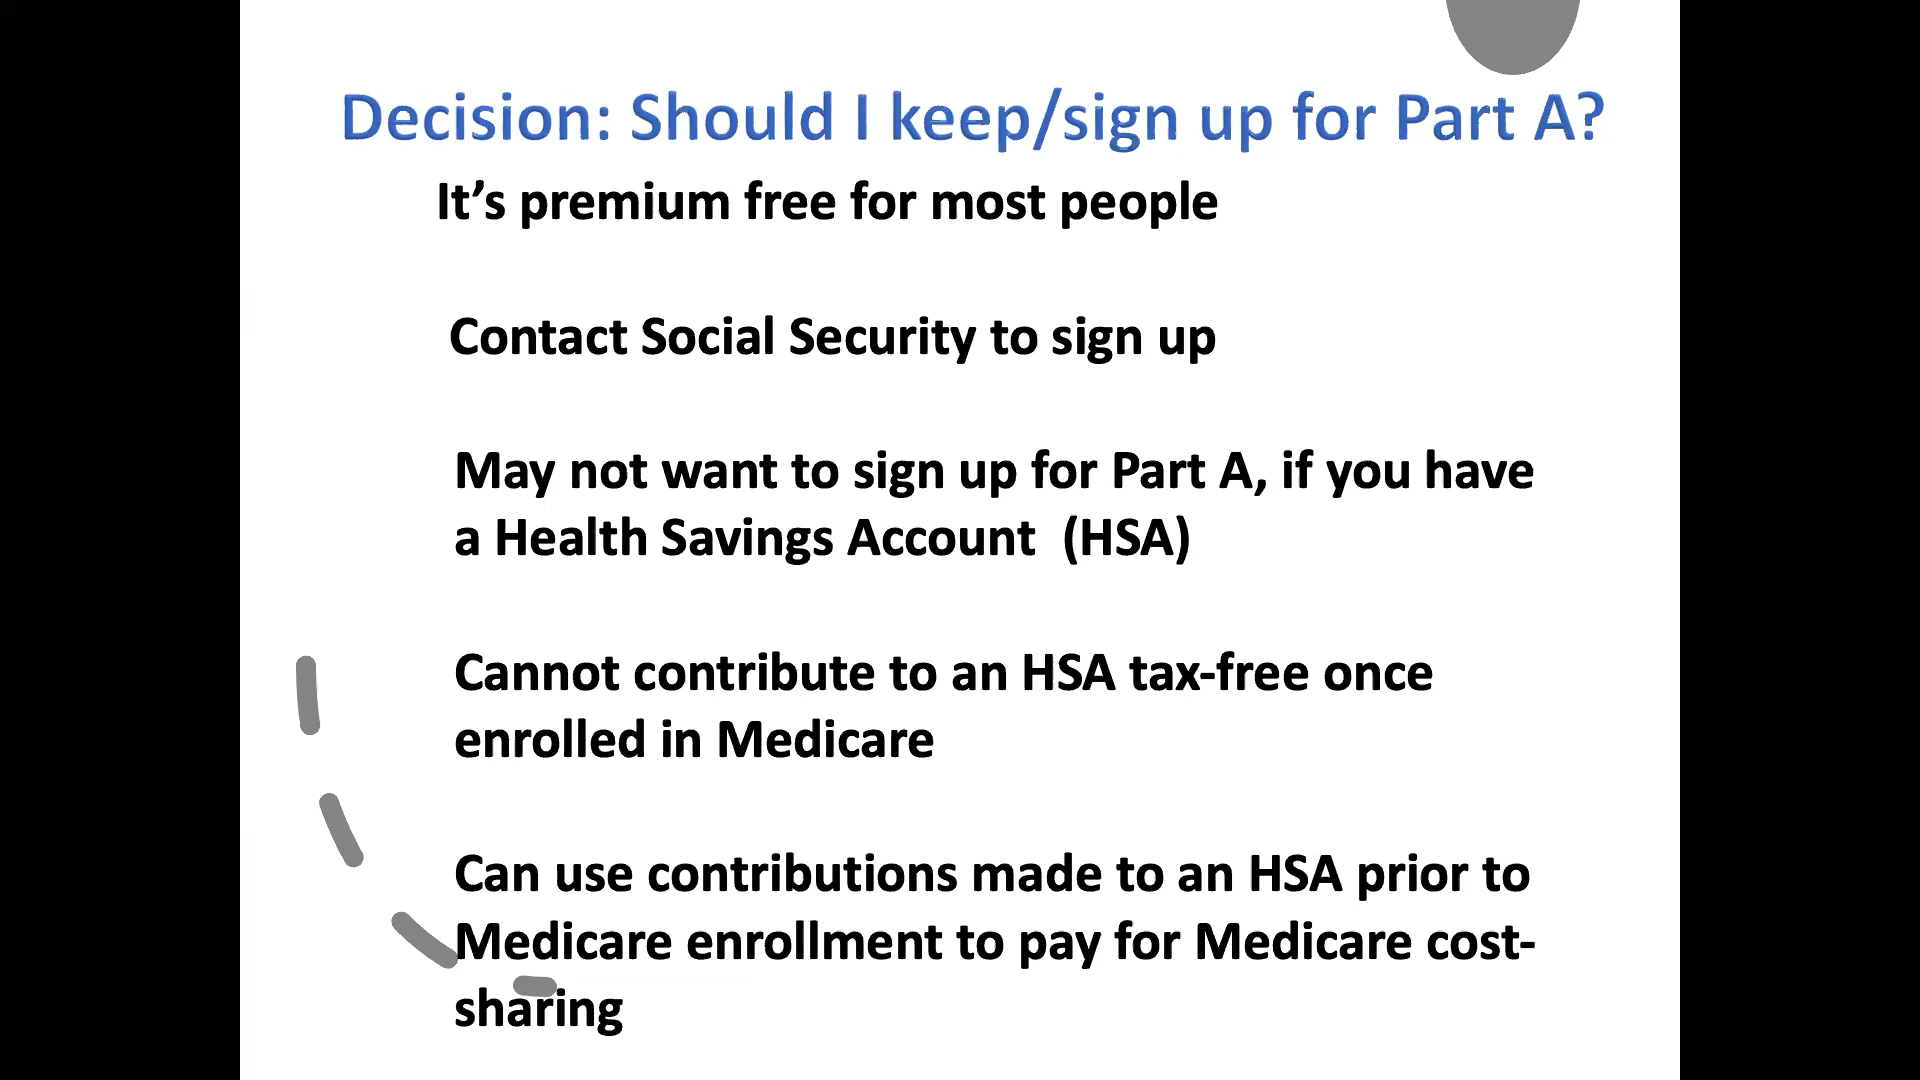 Decision: Should I keep/sign up for Part A?
It’s premium free for most people
Contact Social Security to sign up
May not want to sign up for Part A, if you have
a Health Savings Account  (HSA)
Cannot contribute to an HSA tax-free once
enrolled in Medicare
Can use contributions made to an HSA prior to
Medicare enrollment to pay for Medicare cost-
sharing